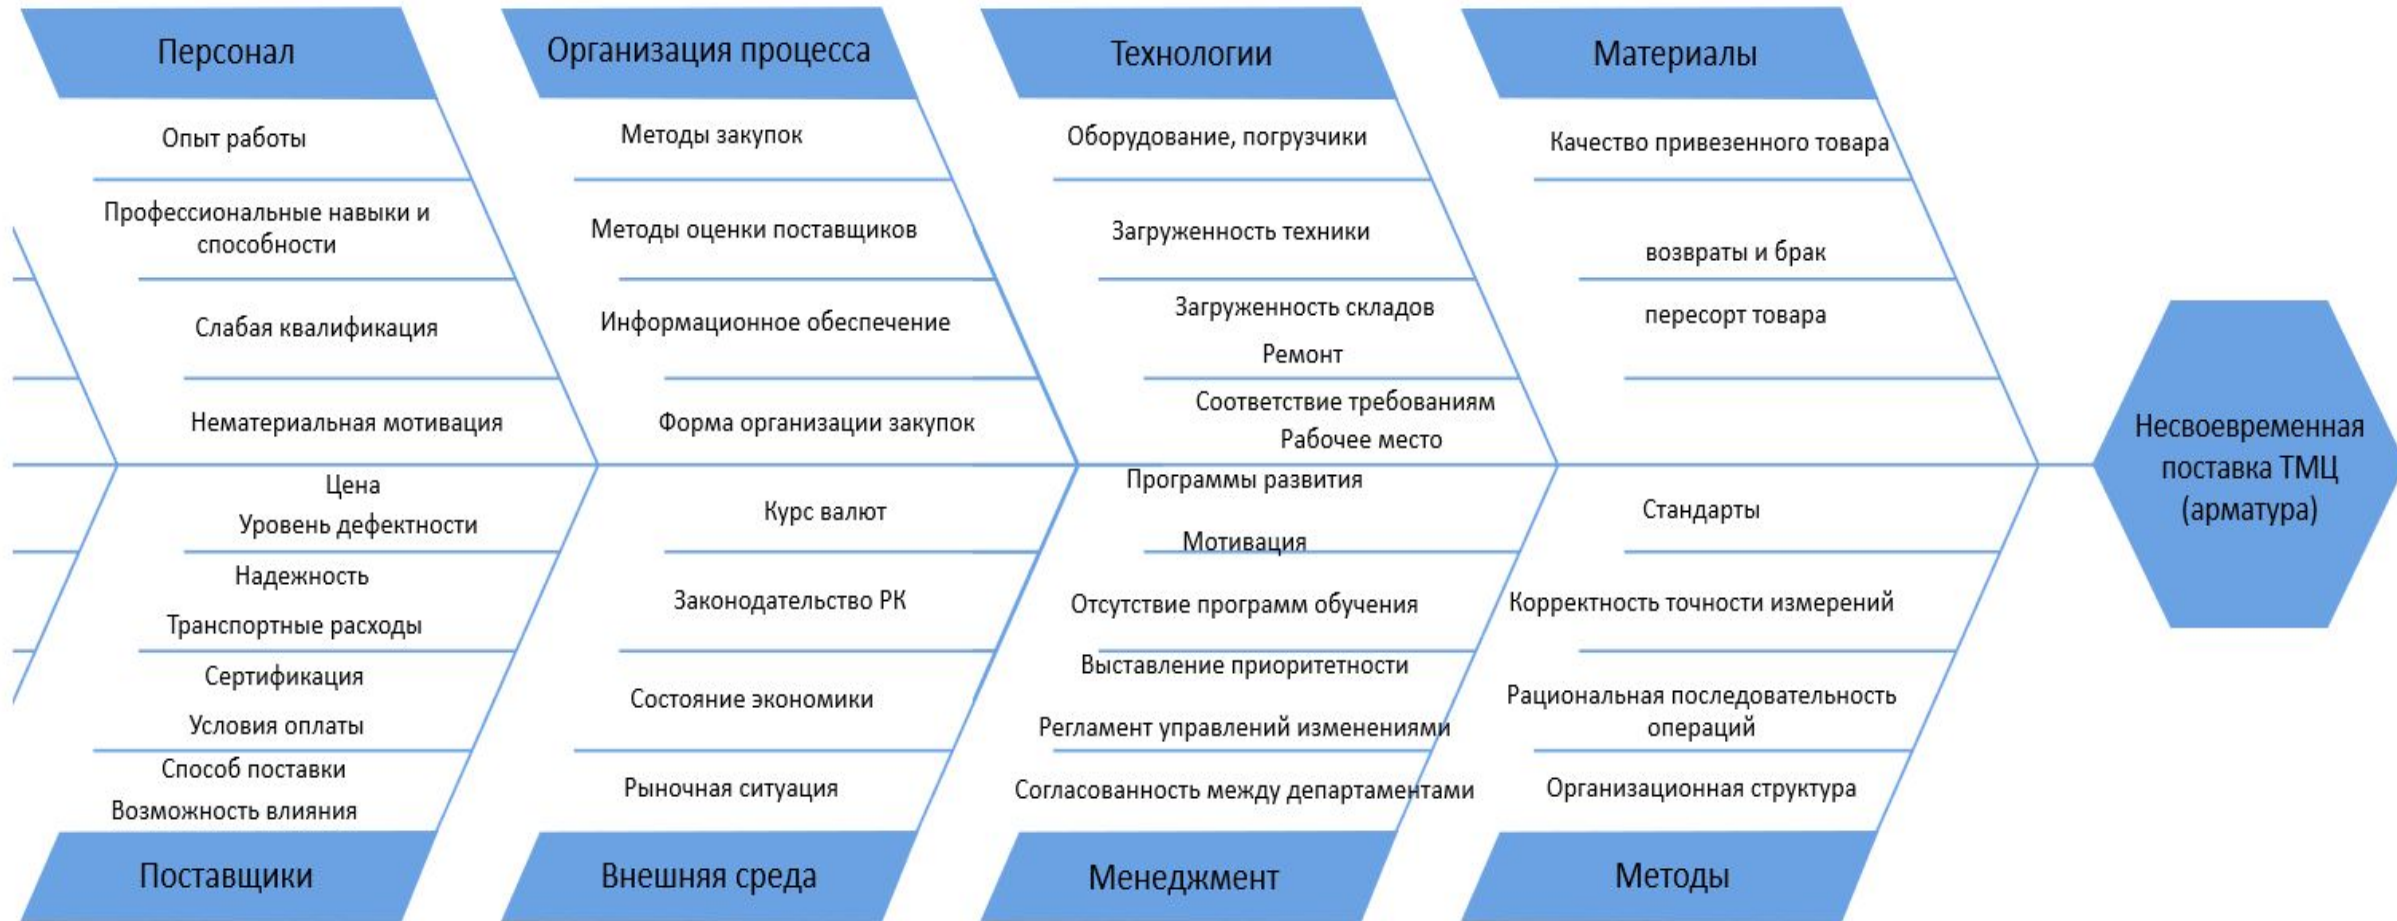 Персонал
Опыт работы
Профессиональные навыки и
способности
Слабая квалификация
Нематериальная мотивация
Организация процесса
Методы закупок
Методы оценки поставщиков
Информационное обеспечение
Форма организации закупок
Технологии
Оборудование, погрузчики
Загруженность техники
Загруженность складов
Ремонт
Соответствие требованиям
Рабочее место
Материалы
Качество привезенного товара
возвраты и брак
пересорт товара
Несвоевременная
поставка ТМЦ
(арматура)
Цена
Уровень дефектности
Надежность
Транспортные расходы
Сертификация
Условия оплаты
Способ поставки
Возможность влияния
Поставщики
Курс валют
Законодательство РК
Состояние экономики
Рыночная ситуация
Внешняя среда
Программы развития
Мотивация
Отсутствие программ обучения
Выставление приоритетности
Регламент управлений изменениями
Согласованность между департаментами
Менеджмент
Стандарты
Корректность точности измерений
Рациональная последовательность
операций
Организационная структура
Методы